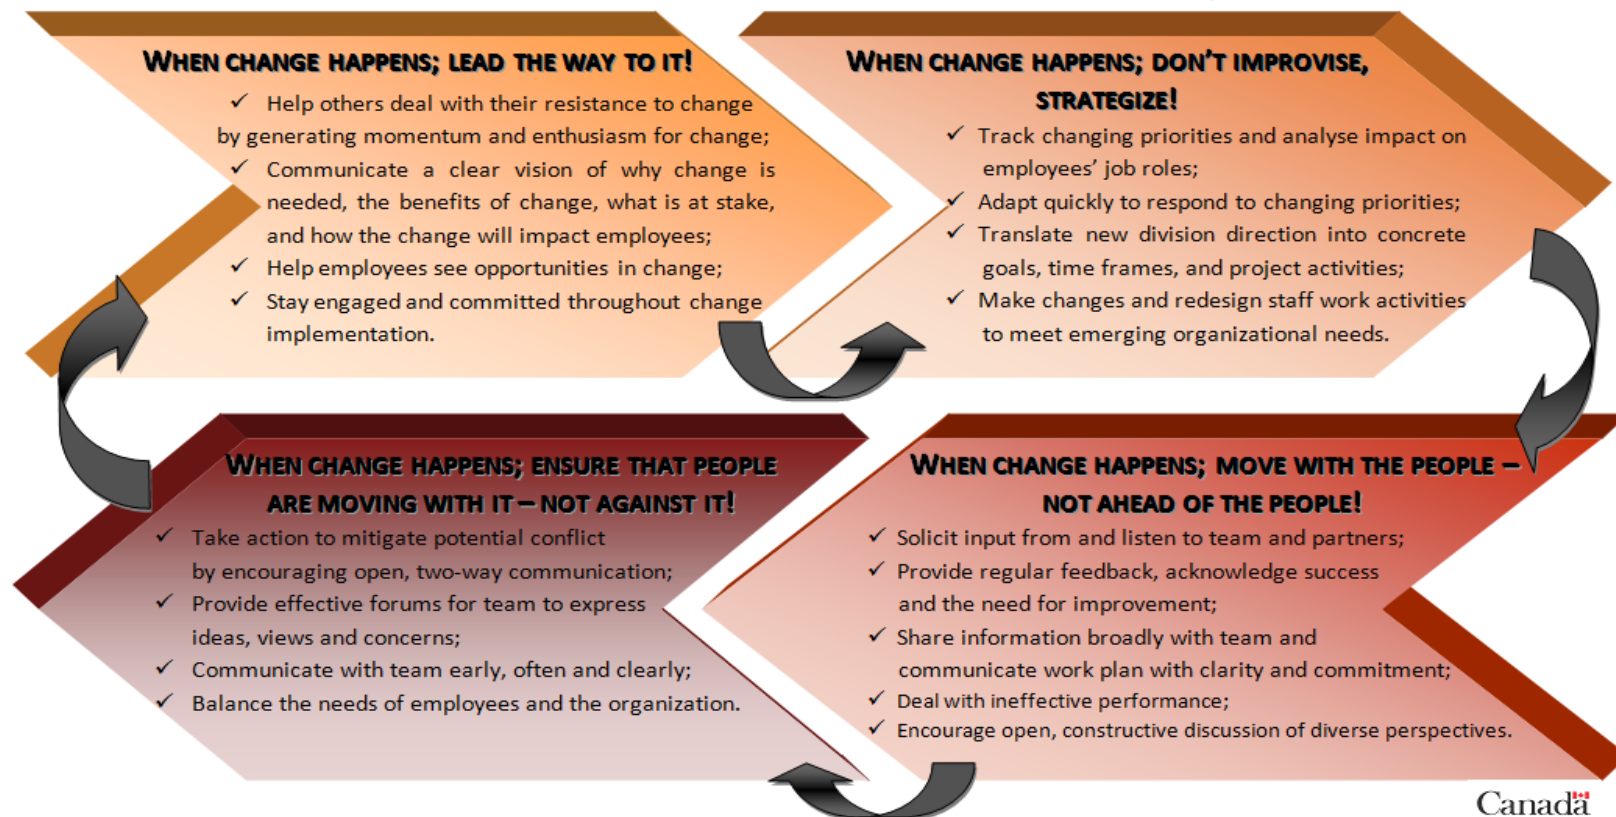 WHEN CHANGE HAPPENS; LEAD THE WAY TO IT!
✓ Help others deal with their resistance to change
by generating momentum and enthusiasm for change;
✓ Communicate a clear vision of why change is
needed, the benefits of change, what is at stake,
and how the change will impact employees;
✓ Help employees see opportunities in change;
✓ Stay engaged and committed throughout change
implementation.
WHEN CHANGE HAPPENS; DON'T IMPROVISE,
STRATEGIZE!
✓ Track changing priorities and analyse impact on
employees' job roles;
✓ Adapt quickly to respond to changing priorities;
✓ Translate new division direction into concrete
goals, time frames, and project activities;
✓ Make changes and redesign staff work activities
to meet emerging organizational needs.
WHEN CHANGE HAPPENS; MOVE WITH THE PEOPLE –
NOT AHEAD OF THE PEOPLE!
✓ Solicit input from and listen to team and partners;
✓ Provide regular feedback, acknowledge success
and the need for improvement;
✓ Share information broadly with team and
communicate work plan with clarity and commitment;
✓ Deal with ineffective performance;
✓ Encourage open, constructive discussion of diverse perspectives.
WHEN CHANGE HAPPENS; ENSURE THAT PEOPLE
ARE MOVING WITH IT – NOT AGAINST IT!
✓ Take action to mitigate potential conflict
by encouraging open, two-way communication;
✓ Provide effective forums for team to express
ideas, views and concerns;
✓ Communicate with team early, often and clearly;
✓ Balance the needs of employees and the organization.
Canada